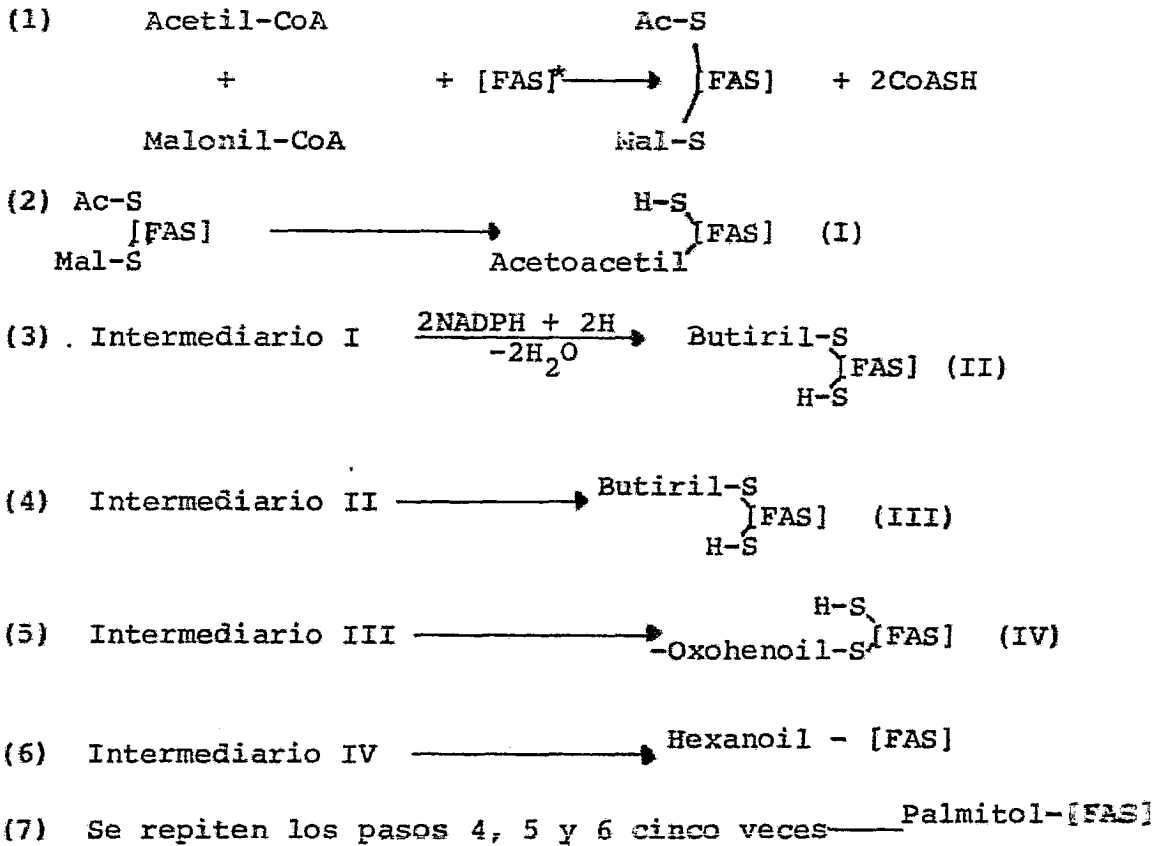 (1) Acetil-CoA Ac-S
+ + [FAS]* [FAS] + 2CoASH
Malonil-CoA Mal-S
(2) Ac-S H-S
[FAS] [FAS] (I)
Mal-S Acetoacetil
(3) . Intermediario I 2NADPH + 2H Butiril-S
-2H2O [FAS] (II)
H-S
(4) Intermediario II Butiril-S
[FAS] (III)
H-S
(5) Intermediario III H-S
-Oxohenoil-S [FAS] (IV)
(6) Intermediario IV Hexanoil - [FAS]
(7) Se repiten los pasos 4, 5 y 6 cinco veces Palmitol-[FAS]